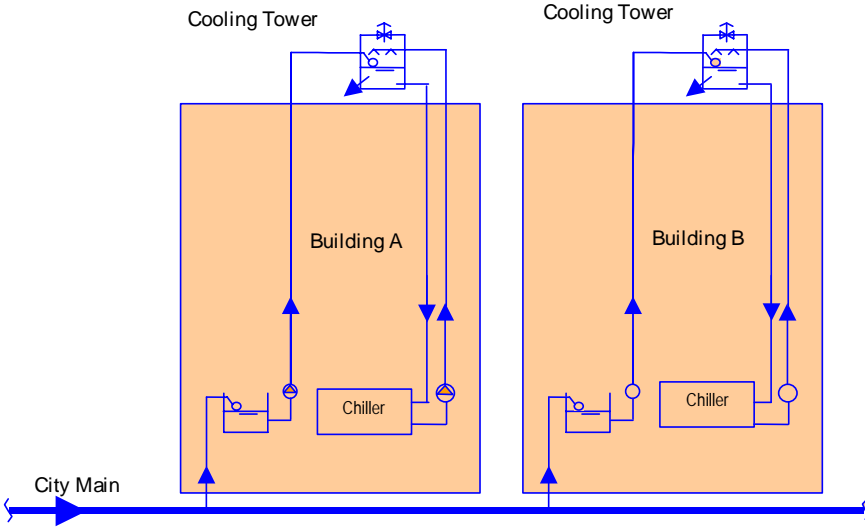 Cooling Tower
Cooling Tower
Building A
Building B
Chiller
Chiller
City Main